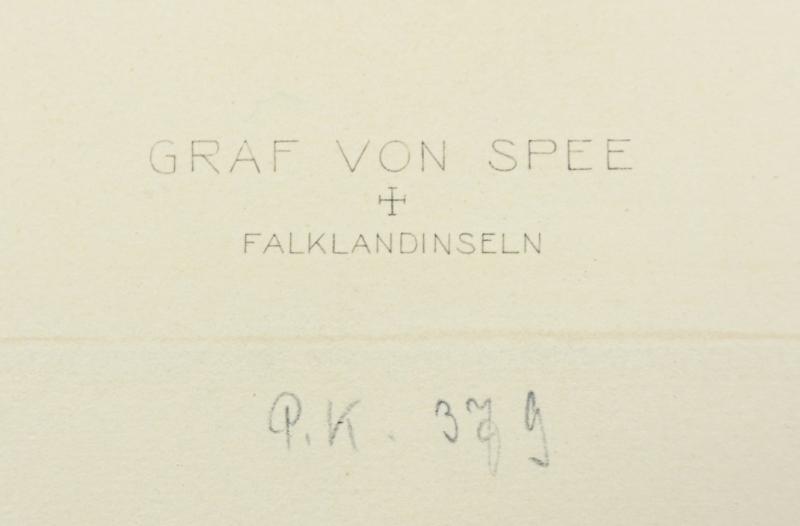 GRAF VON SPEE
FALKLANDINSELN
P.K. 379